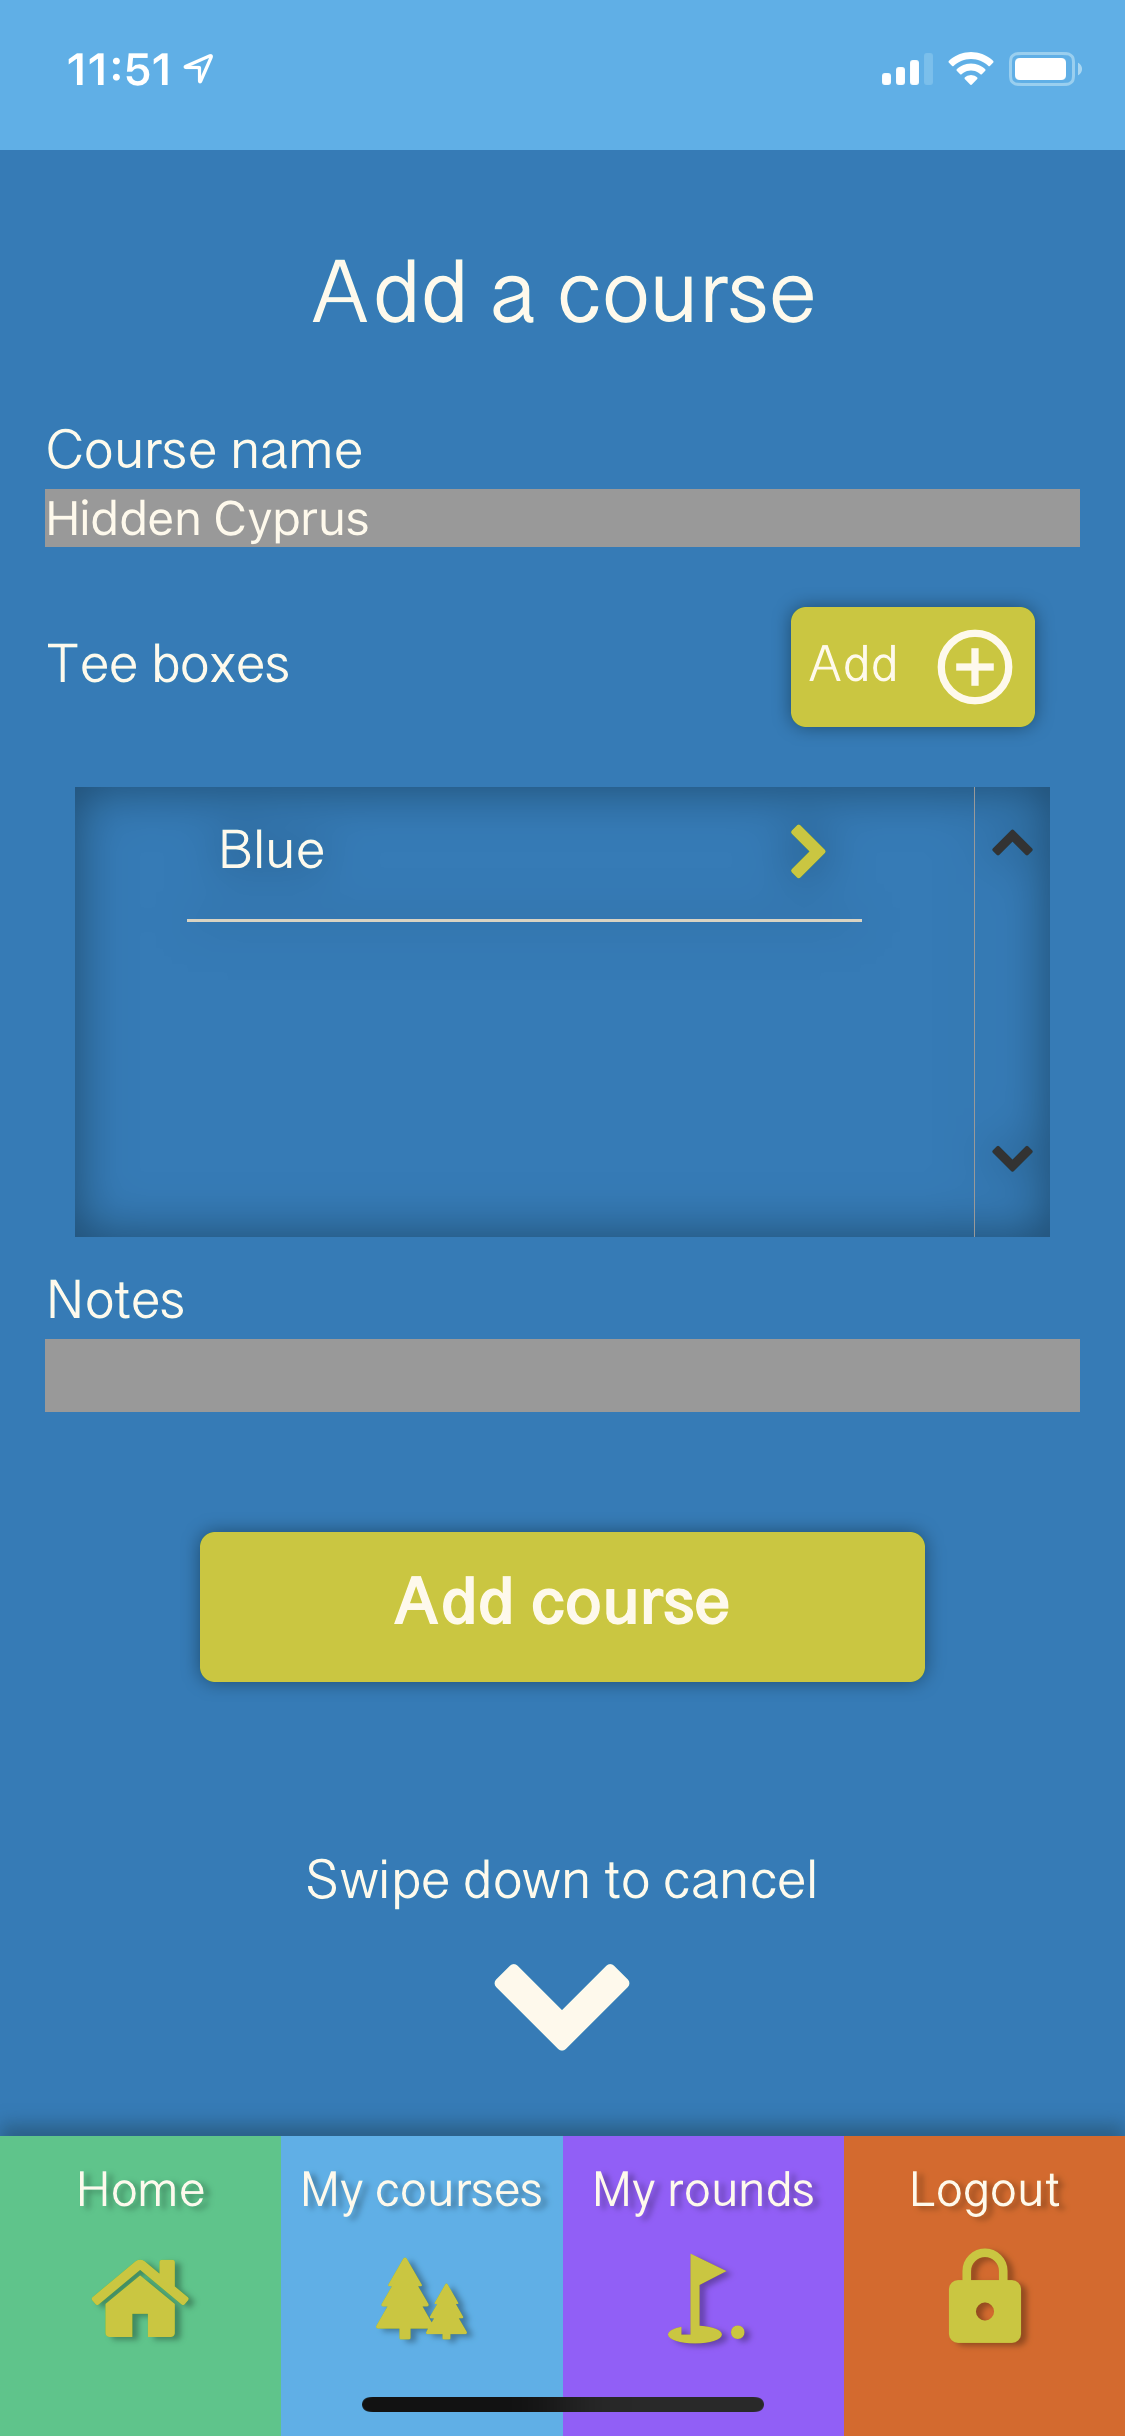 11:51
Add a course
Course name
Hidden Cyprus
Tee boxes
Add
Blue
Notes
Add course
Swipe down to cancel
Home
My courses
My rounds
Logout